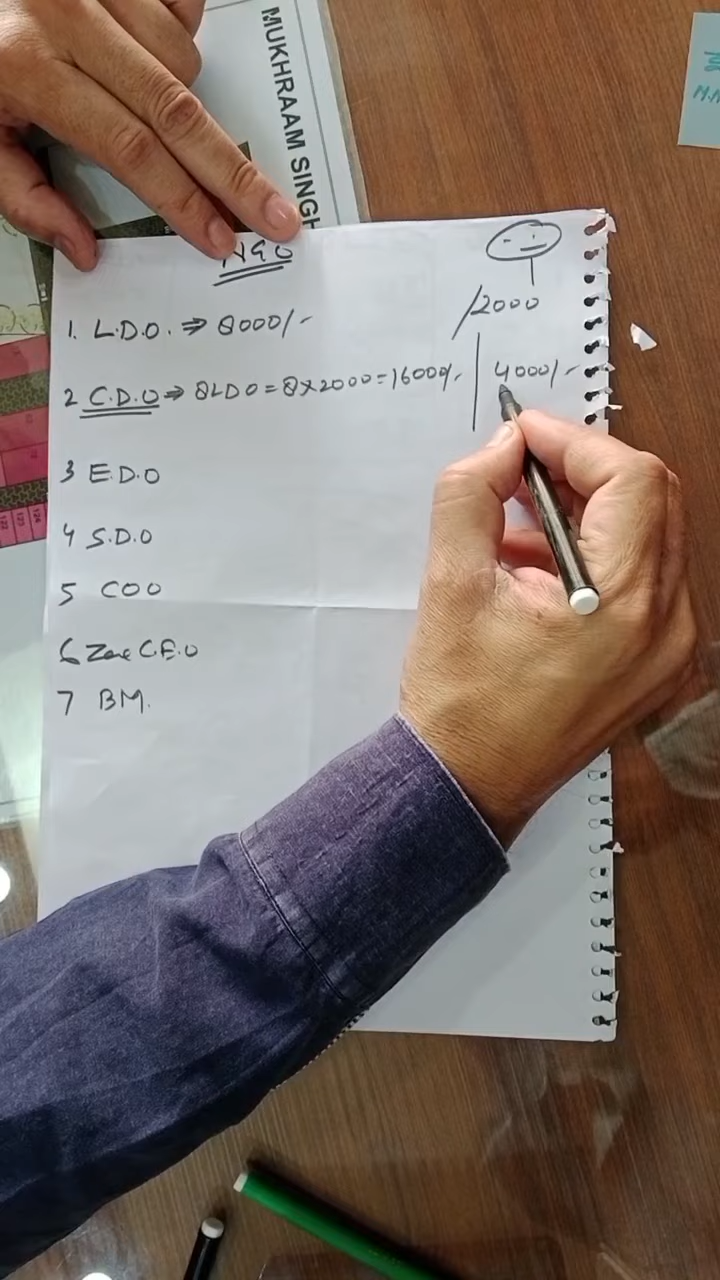 MUKHRAAM SINGH
NGO
1. L.D.O. ⇒ 8000/-
/2000
2 C.D.O ⇒ 8LDO = 8×2000=16000/-
4000/-
3 E.D.O
4 S.D.O
5 COO
6 Zone C.E.O
7 BM.